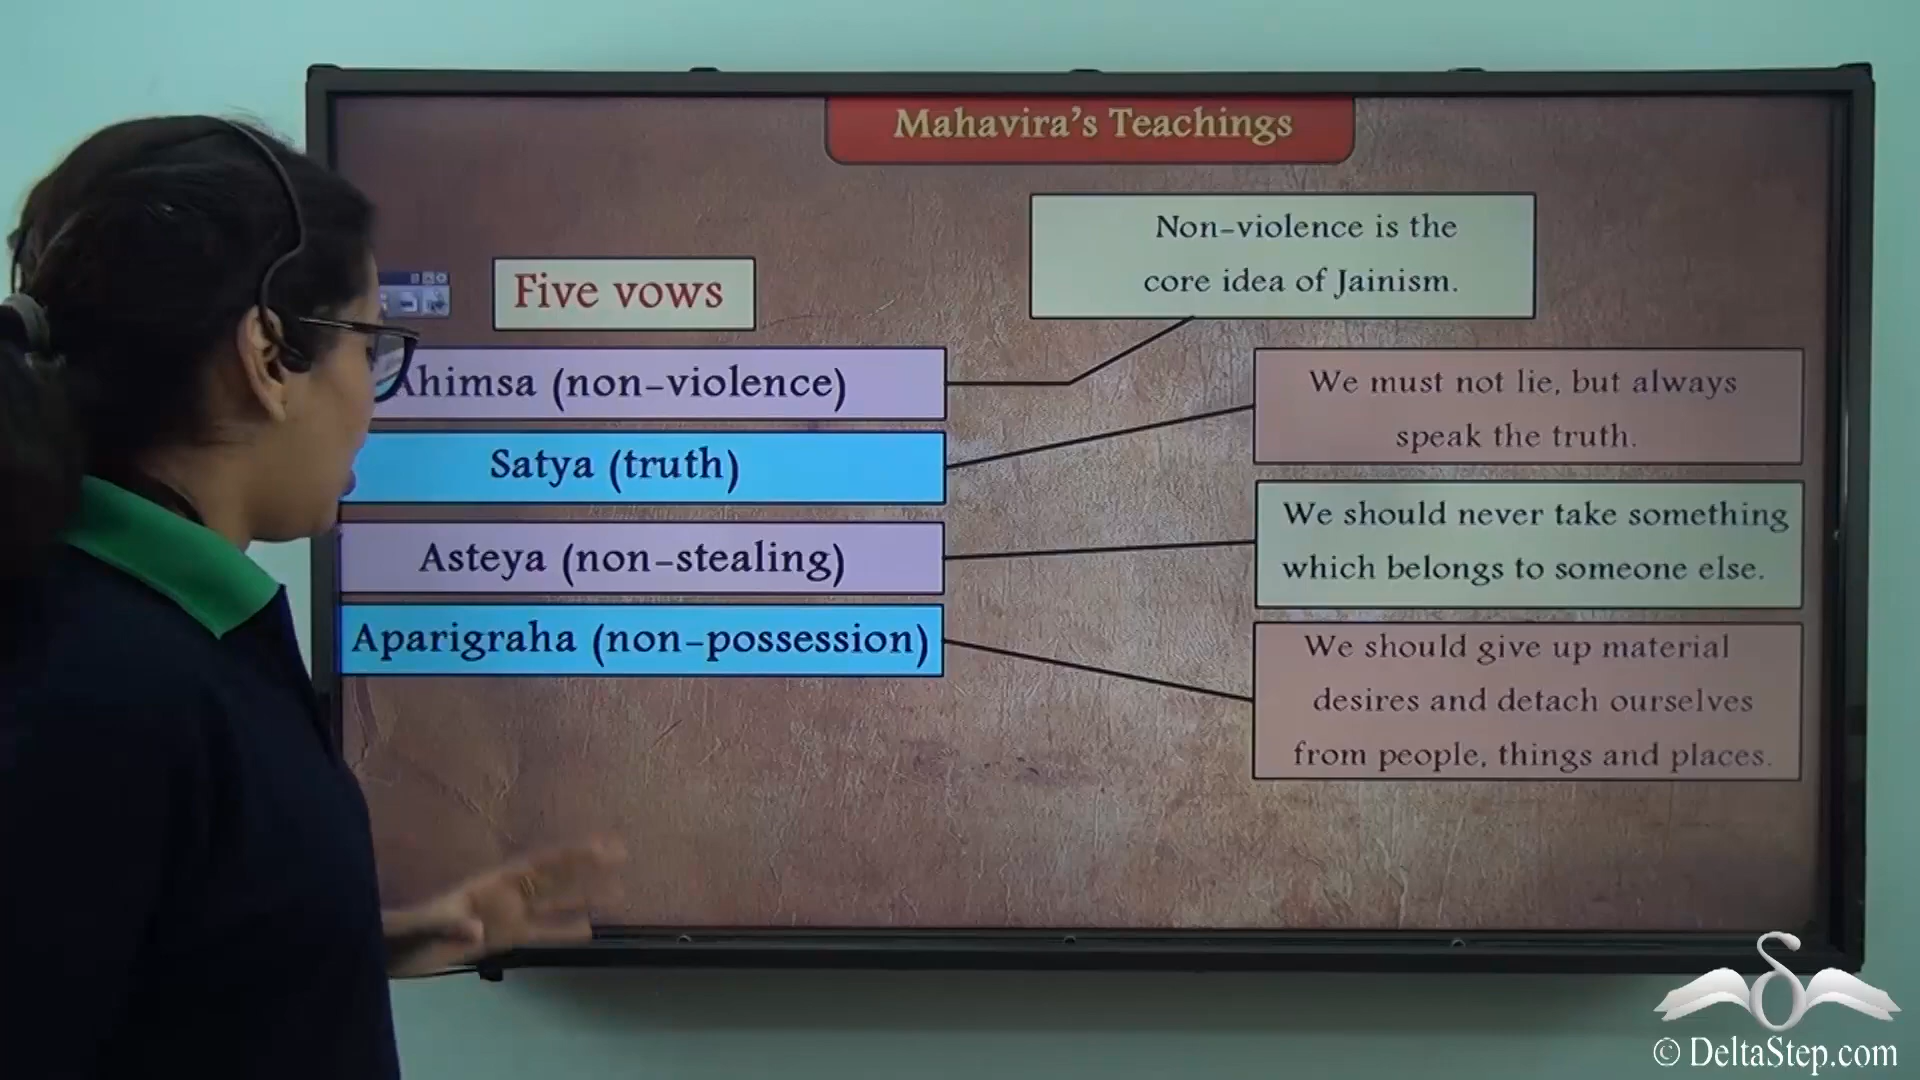 Mahavira's Teachings
Five vows
Non-violence is the
core idea of Jainism.
Ahimsa (non-violence)
We must not lie, but always
speak the truth.
Satya (truth)
We should never take something
which belongs to someone else.
Asteya (non-stealing)
Aparigraha (non-possession)
We should give up material
desires and detach ourselves
from people, things and places.
© DeltaStep.com